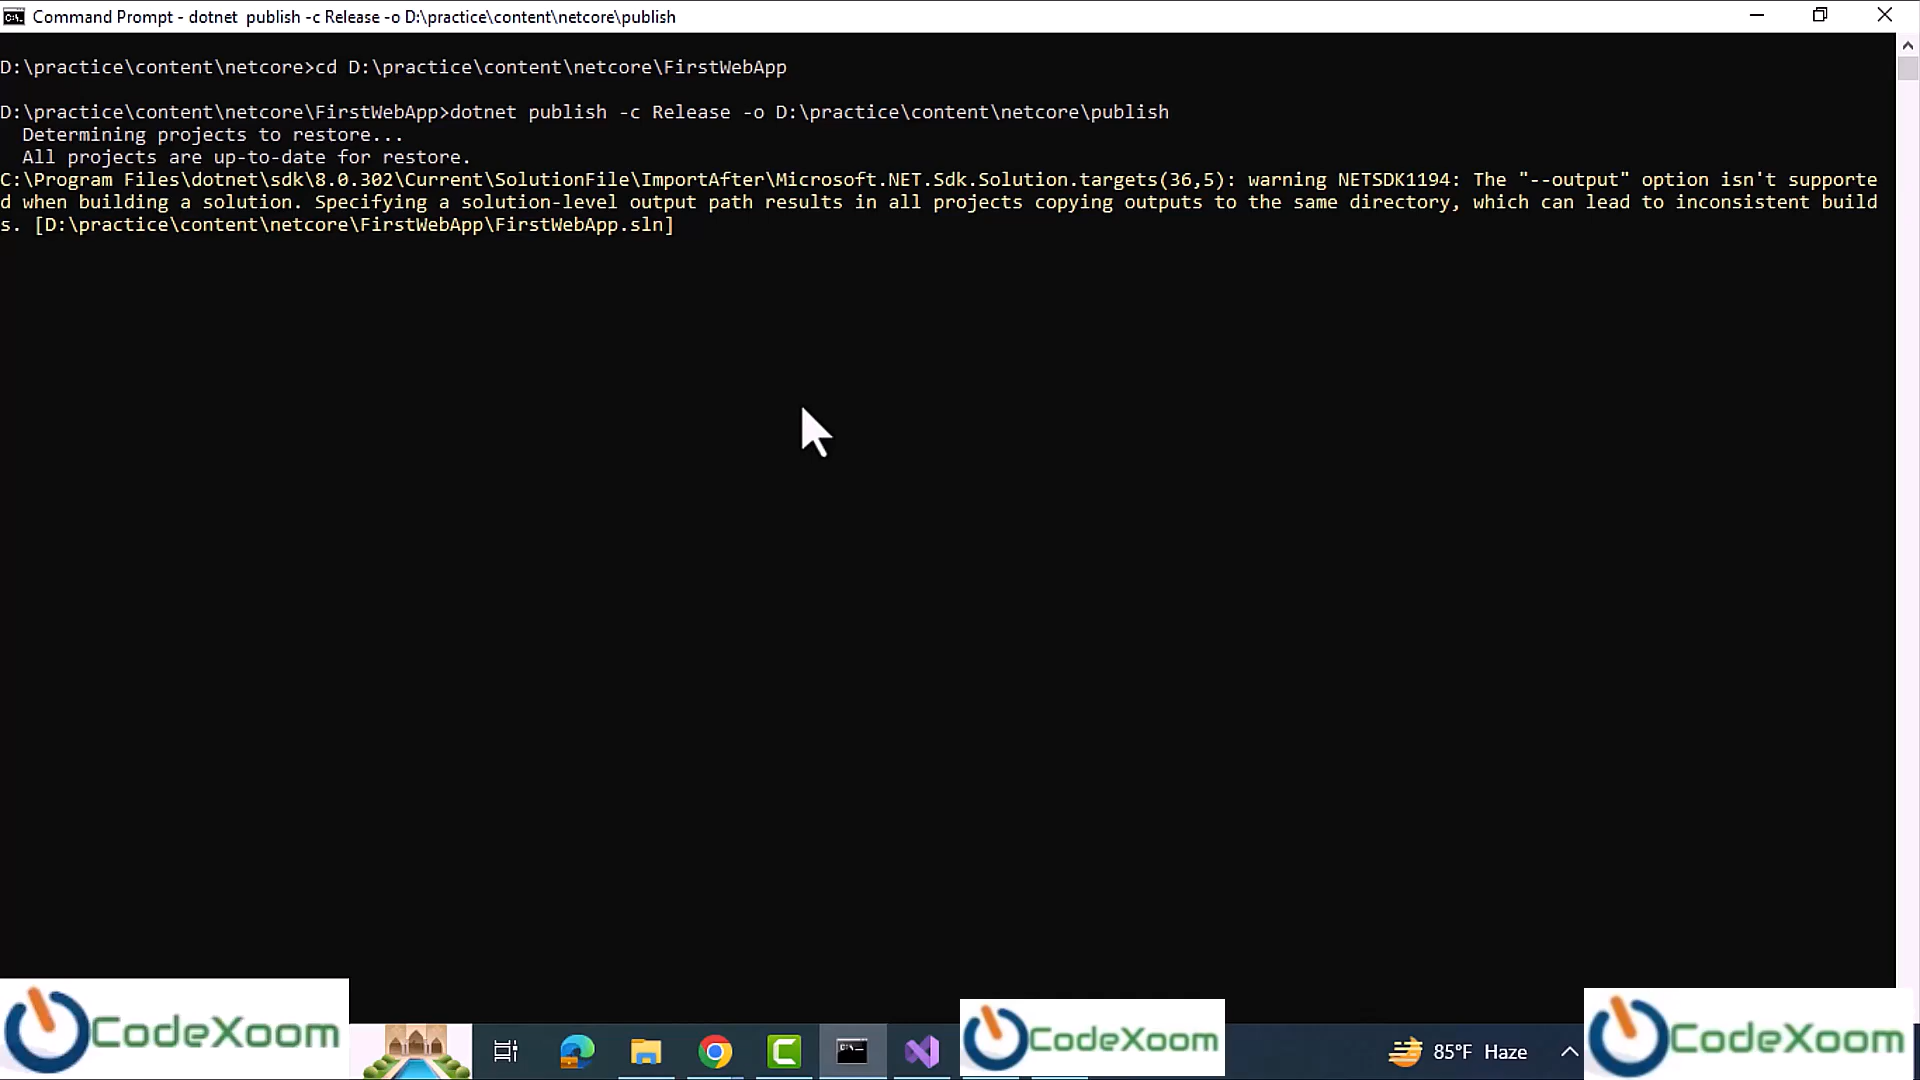 Command Prompt - dotnet  publish -c Release -o D:\practice\content\netcore\publish
D:\practice\content\netcore>cd D:\practice\content\netcore\FirstWebApp
D:\practice\content\netcore\FirstWebApp>dotnet publish -c Release -o D:\practice\content\netcore\publish
  Determining projects to restore...
  All projects are up-to-date for restore.
C:\Program Files\dotnet\sdk\8.0.302\Current\SolutionFile\ImportAfter\Microsoft.NET.Sdk.Solution.targets(36,5): warning NETSDK1194: The "--output" option isn't supporte
d when building a solution. Specifying a solution-level output path results in all projects copying outputs to the same directory, which can lead to inconsistent build
s. [D:\practice\content\netcore\FirstWebApp\FirstWebApp.sln]
CodeXoom
CodeXoom
85°F Haze
CodeXoom